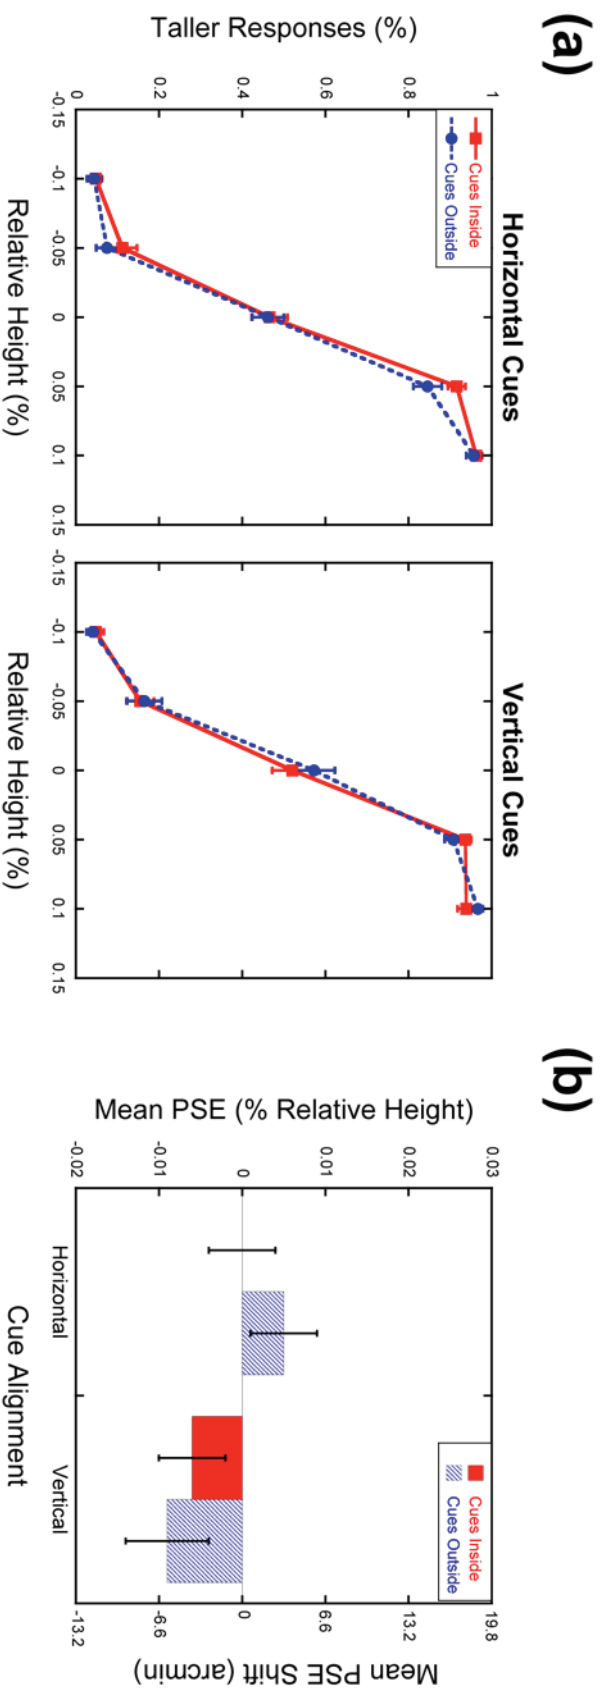 (a)
Horizontal Cues
Taller Responses (%)
1
0.8
0.6
0.4
0.2
0
Cues Inside
Cues Outside
-0.15
-0.1
-0.05
0
0.05
0.1
0.15
Relative Height (%)
Vertical Cues
-0.15
-0.1
-0.05
0
0.05
0.1
0.15
Relative Height (%)
(b)
Mean PSE (% Relative Height)
0.03
0.02
0.01
0
-0.01
-0.02
Cues Inside
Cues Outside
19.8
13.2
6.6
0
-6.6
-13.2
Mean PSE Shift (arcmin)
Horizontal
Vertical
Cue Alignment